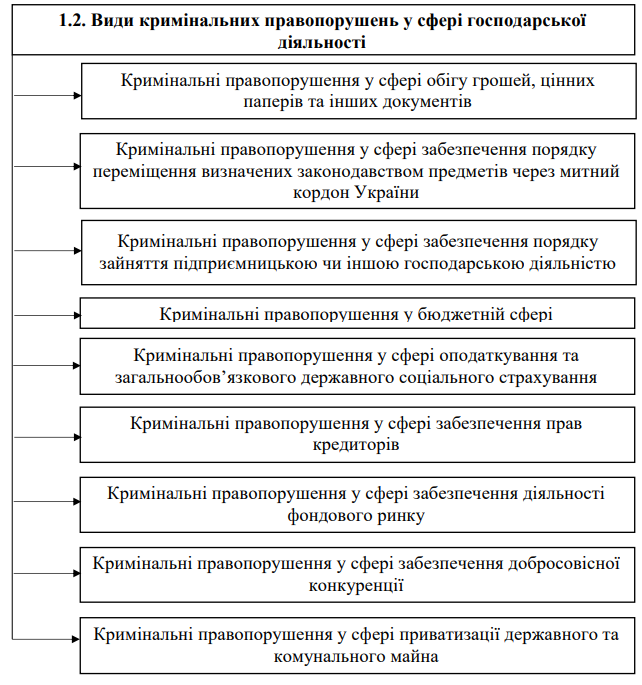 1.2. Види кримінальних правопорушень у сфері господарської
діяльності
Кримінальні правопорушення у сфері обігу грошей, цінних
паперів та інших документів
Кримінальні правопорушення у сфері забезпечення порядку
переміщення визначених законодавством предметів через митний
кордон України
Кримінальні правопорушення у сфері забезпечення порядку
зайняття підприємницькою чи іншою господарською діяльністю
Кримінальні правопорушення у бюджетній сфері
Кримінальні правопорушення у сфері оподаткування та
загальнообов’язкового державного соціального страхування
Кримінальні правопорушення у сфері забезпечення прав
кредиторів
Кримінальні правопорушення у сфері забезпечення діяльності
фондового ринку
Кримінальні правопорушення у сфері забезпечення добросовісної
конкуренції
Кримінальні правопорушення у сфері приватизації державного та
комунального майна